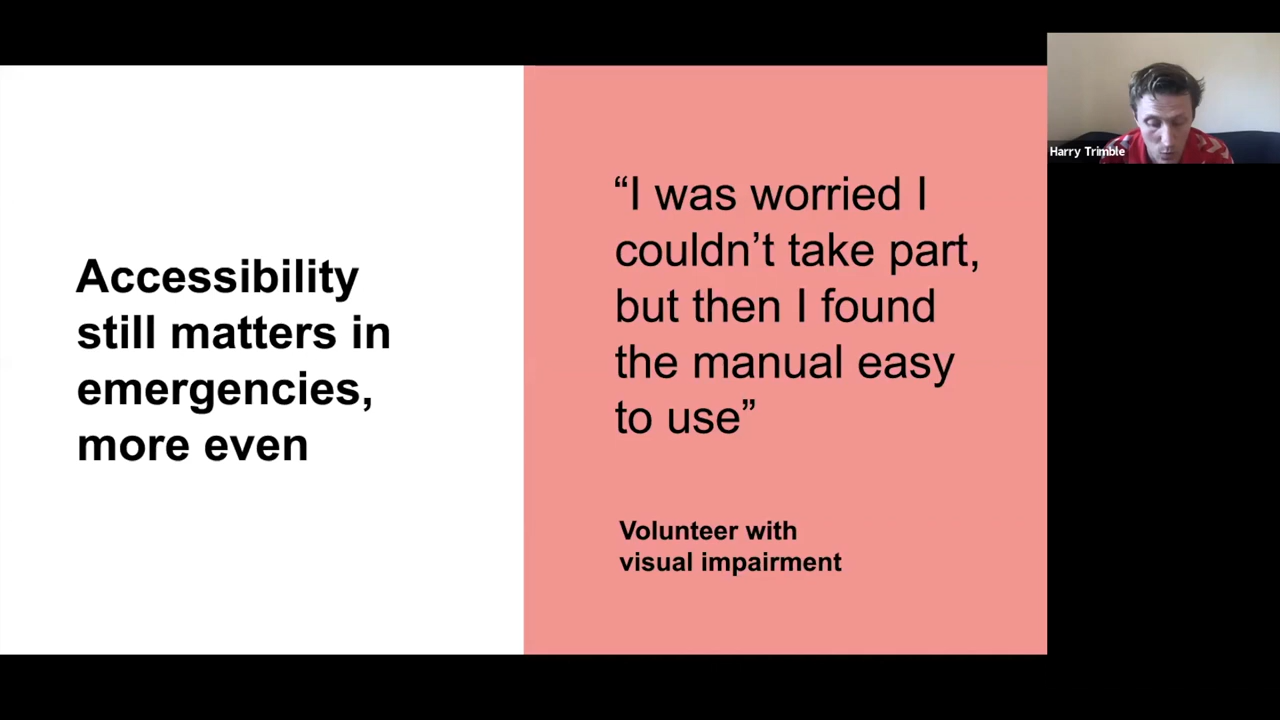 Accessibility
still matters in
emergencies,
more even
“I was worried I
couldn’t take part,
but then I found
the manual easy
to use”
Volunteer with
visual impairment
Harry Trimble